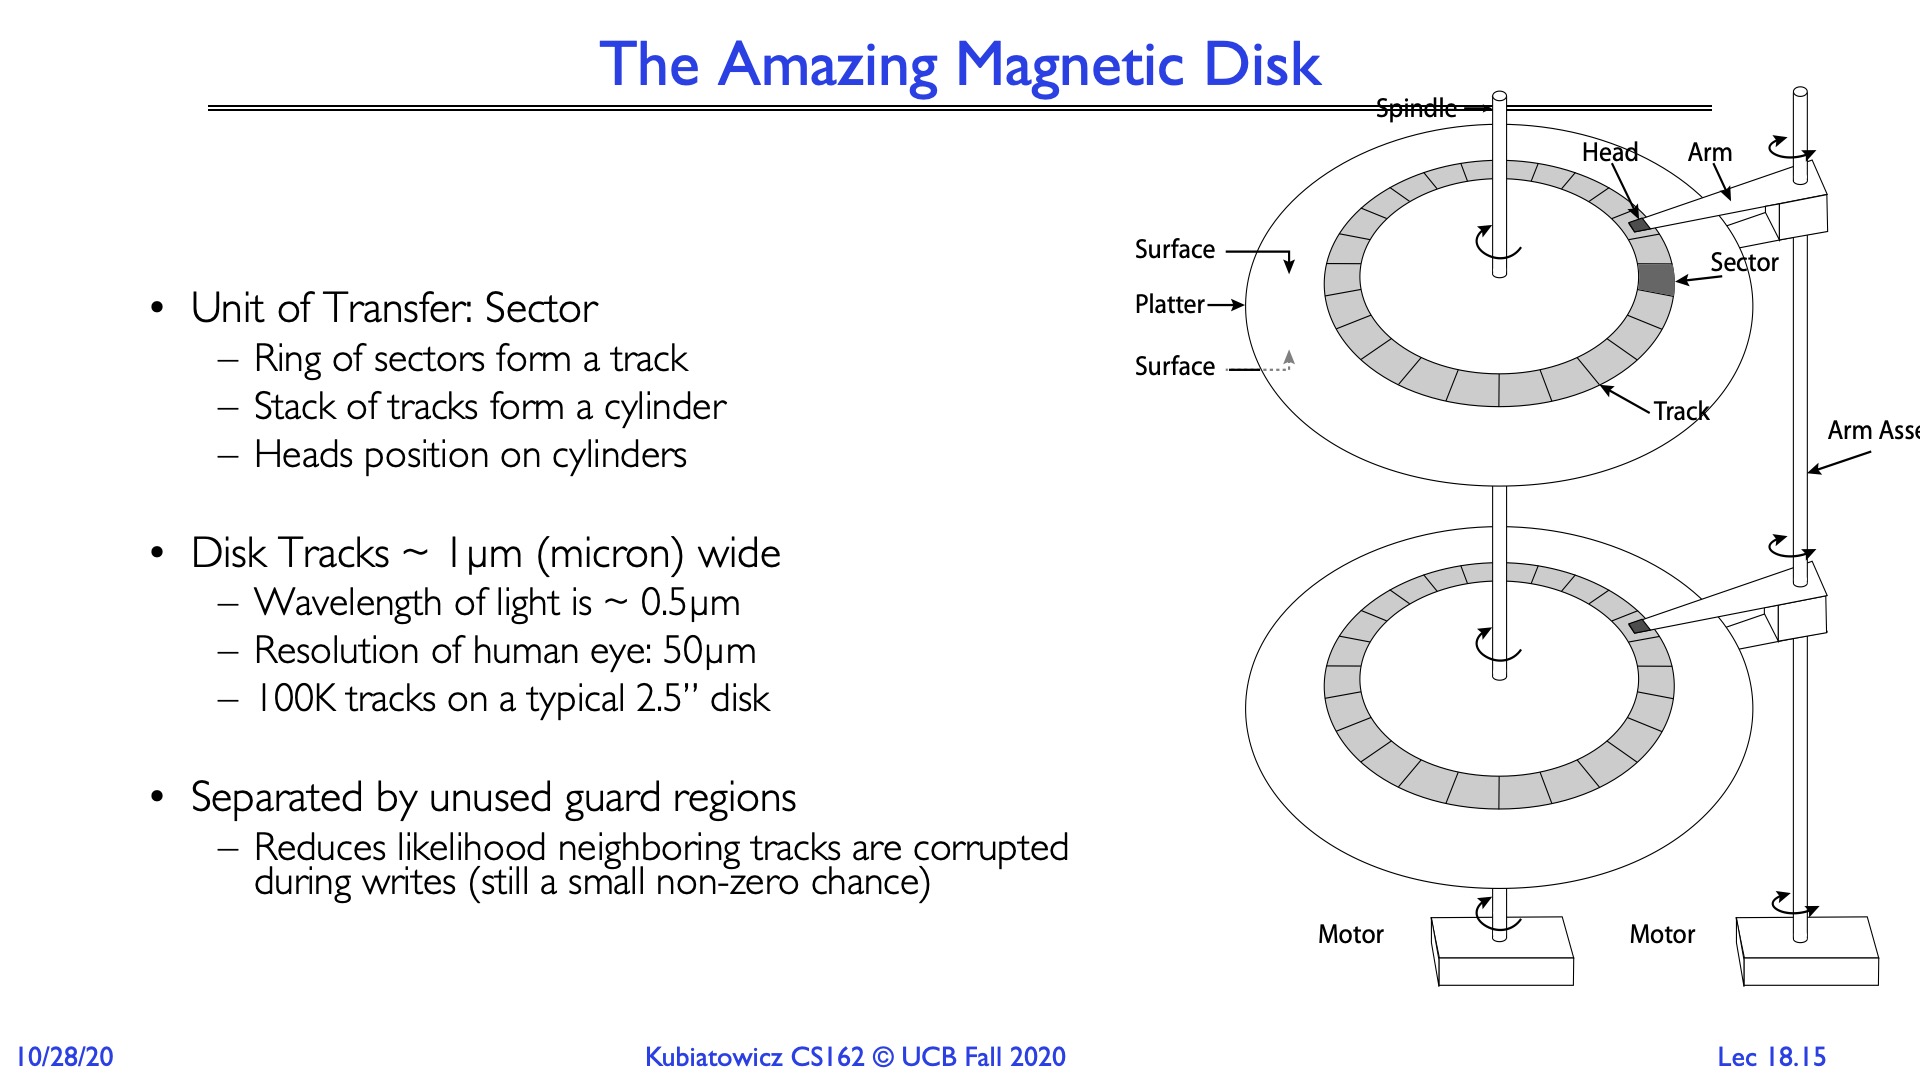 The Amazing Magnetic Disk
• Unit of Transfer: Sector
– Ring of sectors form a track
– Stack of tracks form a cylinder
– Heads position on cylinders
• Disk Tracks ~ 1µm (micron) wide
– Wavelength of light is ~ 0.5µm
– Resolution of human eye: 50µm
– 100K tracks on a typical 2.5” disk
• Separated by unused guard regions
– Reduces likelihood neighboring tracks are corrupted
during writes (still a small non-zero chance)
Spindle
Head
Arm
Surface
Sector
Platter
Surface
Track
Arm Asse
Motor
Motor
10/28/20
Kubiatowicz CS162 © UCB Fall 2020
Lec 18.15